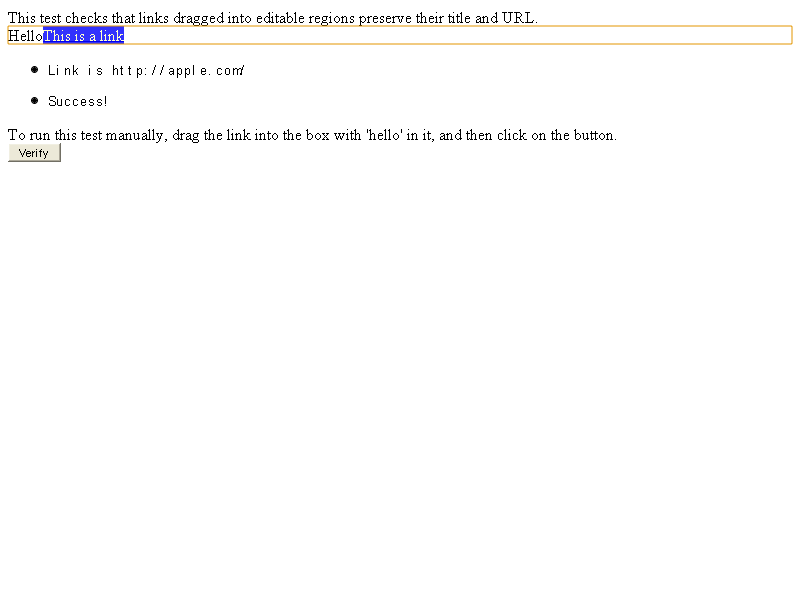 This test checks that links dragged into editable regions preserve their title and URL.
HelloThis is a link
Link is http://apple.com/
Success!
To run this test manually, drag the link into the box with 'hello' in it, and then click on the button.
Verify